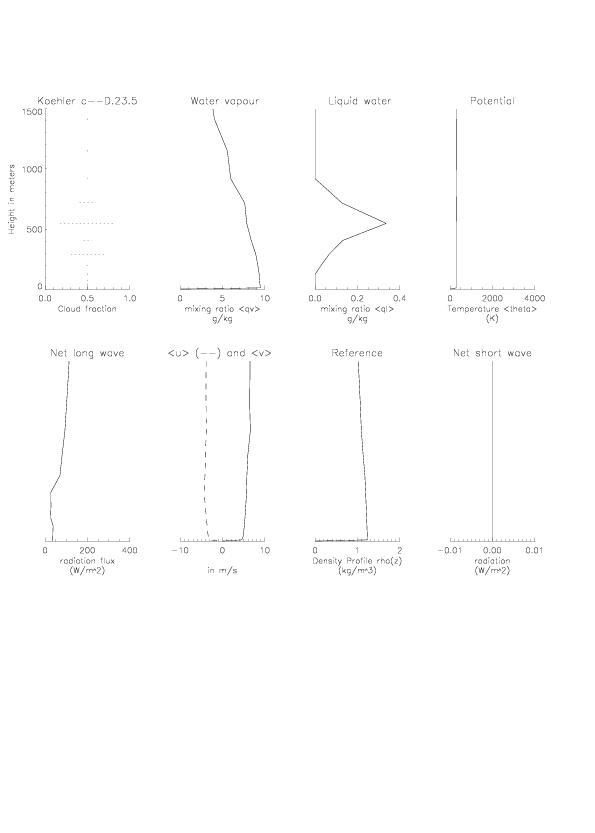 Koehler c--D.23.5
Water vapour
Liquid water
Potential
1500
1000
500
0
Height in meters
0.0 0.5 1.0
Cloud fraction
0 5 10
mixing ratio <qv>
g/kg
0.0 0.2 0.4
mixing ratio <ql>
g/kg
0 2000 4000
Temperature <theta>
(K)
Net long wave
<u> (--) and <v>
Reference
Net short wave
0 200 400
radiation flux
(W/m^2)
-10 0 10
in m/s
0 1 2
Density Profile rho(z)
(kg/m^3)
-0.01 0.00 0.01
radiation
(W/m^2)